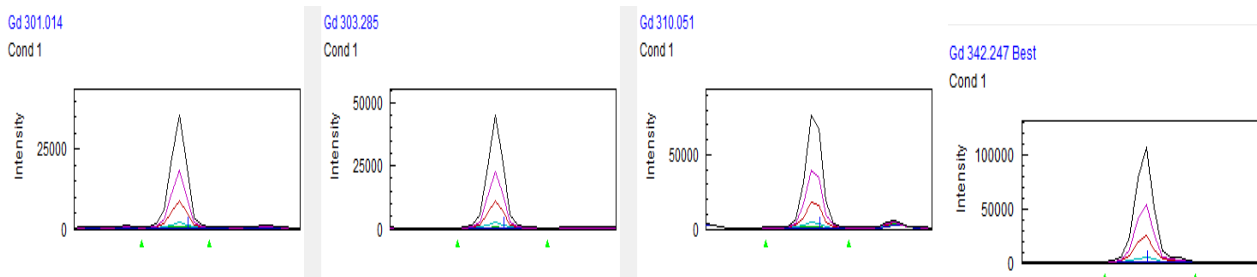 Gd 301.014
Cond 1
Intensity
25000
0
Gd 303.285
Cond 1
Intensity
50000
25000
0
Gd 310.051
Cond 1
Intensity
50000
0
Gd 342.247 Best
Cond 1
Intensity
100000
50000
0